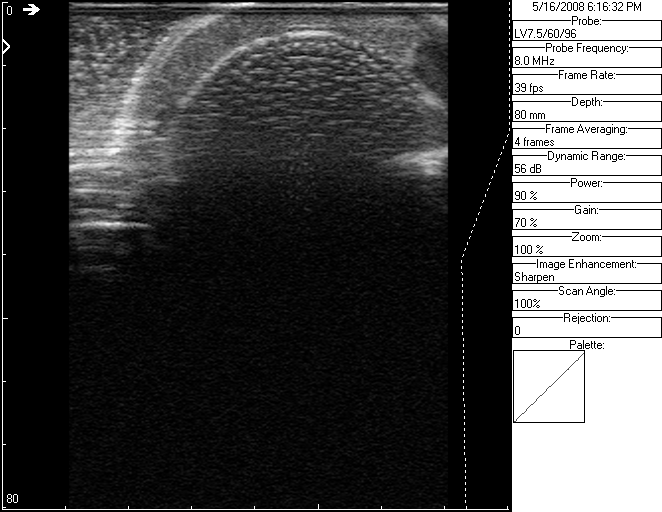 0
80
5/16/2008 6:16:32 PM
Probe:
LV7.5/60/96
Probe Frequency:
8.0 MHz
Frame Rate:
39 fps
Depth:
80 mm
Frame Averaging:
4 frames
Dynamic Range:
56 dB
Power:
90 %
Gain:
70 %
Zoom:
100 %
Image Enhancement:
Sharpen
Scan Angle:
100%
Rejection:
0
Palette: